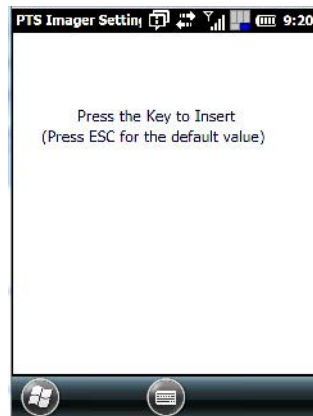 PTS Imager Settin 9:20
Press the Key to Insert
(Press ESC for the default value)